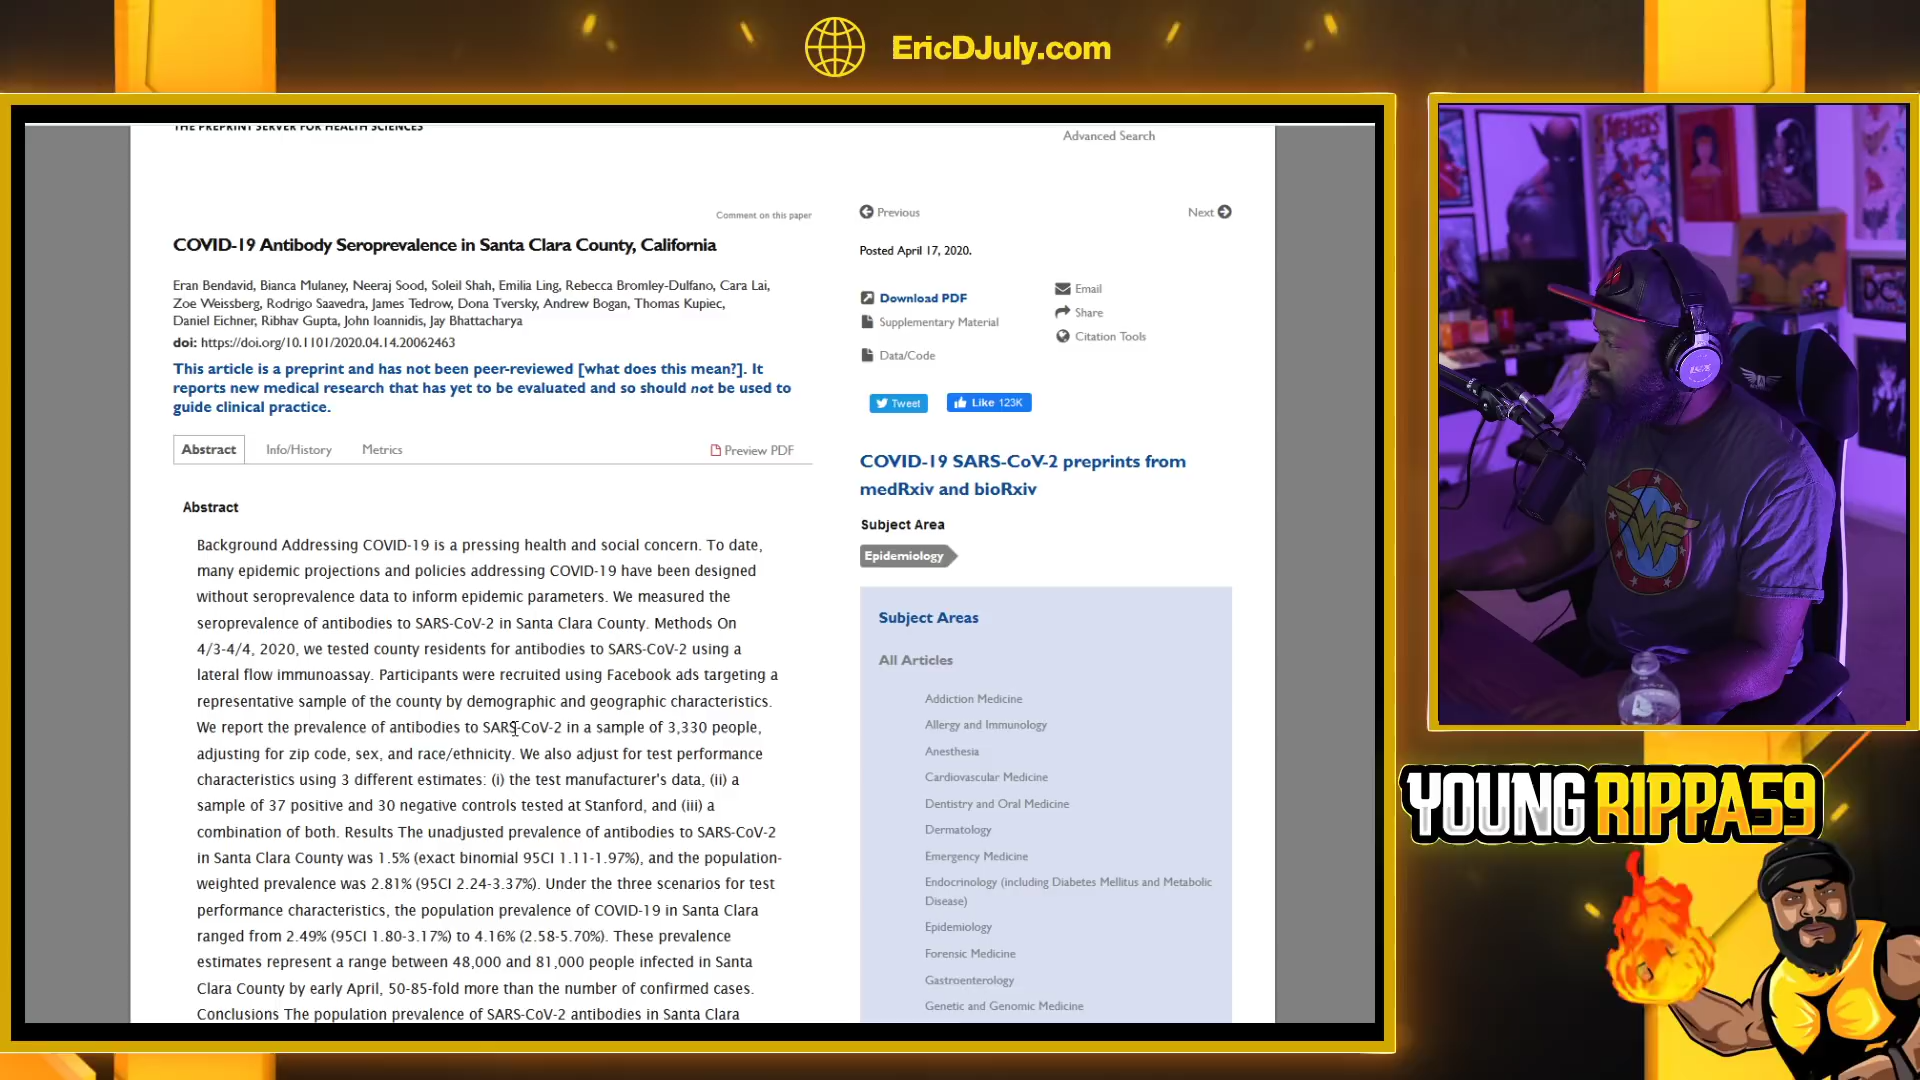 EricDJuly.com
THE PREPRINT SERVER FOR HEALTH SCIENCES
Advanced Search
Comment on this paper
Previous
Next
COVID-19 Antibody Seroprevalence in Santa Clara County, California
Posted April 17, 2020.
Eran Bendavid, Bianca Mulaney, Neeraj Sood, Soleil Shah, Emilia Ling, Rebecca Bromley-Dulfano, Cara Lai,
Zoe Weissberg, Rodrigo Saavedra, James Tedrow, Dona Tversky, Andrew Bogan, Thomas Kupiec,
Daniel Eichner, Ribhav Gupta, John Ioannidis, Jay Bhattacharya
doi: https://doi.org/10.1101/2020.04.14.20062463
This article is a preprint and has not been peer-reviewed [what does this mean?]. It
reports new medical research that has yet to be evaluated and so should not be used to
guide clinical practice.
Download PDF
Supplementary Material
Data/Code
Email
Share
Citation Tools
Tweet
Like 123K
Abstract
Info/History
Metrics
Preview PDF
COVID-19 SARS-CoV-2 preprints from
medRxiv and bioRxiv
Subject Area
Epidemiology
Abstract
Background Addressing COVID-19 is a pressing health and social concern. To date,
many epidemic projections and policies addressing COVID-19 have been designed
without seroprevalence data to inform epidemic parameters. We measured the
seroprevalence of antibodies to SARS-CoV-2 in Santa Clara County. Methods On
4/3-4/4, 2020, we tested county residents for antibodies to SARS-CoV-2 using a
lateral flow immunoassay. Participants were recruited using Facebook ads targeting a
representative sample of the county by demographic and geographic characteristics.
We report the prevalence of antibodies to SARS-CoV-2 in a sample of 3,330 people,
adjusting for zip code, sex, and race/ethnicity. We also adjust for test performance
characteristics using 3 different estimates: (i) the test manufacturer's data, (ii) a
sample of 37 positive and 30 negative controls tested at Stanford, and (iii) a
combination of both. Results The unadjusted prevalence of antibodies to SARS-CoV-2
in Santa Clara County was 1.5% (exact binomial 95CI 1.11-1.97%), and the population-
weighted prevalence was 2.81% (95CI 2.24-3.37%). Under the three scenarios for test
performance characteristics, the population prevalence of COVID-19 in Santa Clara
ranged from 2.49% (95CI 1.80-3.17%) to 4.16% (2.58-5.70%). These prevalence
estimates represent a range between 48,000 and 81,000 people infected in Santa
Clara County by early April, 50-85-fold more than the number of confirmed cases.
Conclusions The population prevalence of SARS-CoV-2 antibodies in Santa Clara
Subject Areas
All Articles
Addiction Medicine
Allergy and Immunology
Anesthesia
Cardiovascular Medicine
Dentistry and Oral Medicine
Dermatology
Emergency Medicine
Endocrinology (including Diabetes Mellitus and Metabolic
Disease)
Epidemiology
Forensic Medicine
Gastroenterology
Genetic and Genomic Medicine
AVENGERS
DC
YOUNG RIPPA59